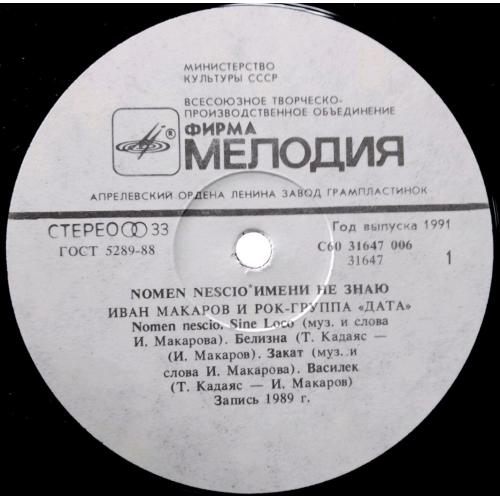 МИНИСТЕРСТВО
КУЛЬТУРЫ СССР
ВСЕСОЮЗНОЕ ТВОРЧЕСКО-
ПРОИЗВОДСТВЕННОЕ ОБЪЕДИНЕНИЕ
®
ФИРМА
МЕЛОДИЯ
АПРЕЛЕВСКИЙ ОРДЕНА ЛЕНИНА ЗАВОД ГРАМПЛАСТИНОК
СТЕРЕО 33
Год выпуска 1991
ГОСТ 5289-88
С60 31647 006
31647
1
NOMEN NESCIO*ИМЕНИ НЕ ЗНАЮ
ИВАН МАКАРОВ И РОК-ГРУППА «ДАТА»
Nomen nescio. Sine Loco (муз. и слова
И. Макарова). Белизна (Т. Кадаяс —
(И. Макаров). Закат (муз. и
слова И. Макарова). Василек
(Т. Кадаяс — И. Макаров)
Запись 1989 г.